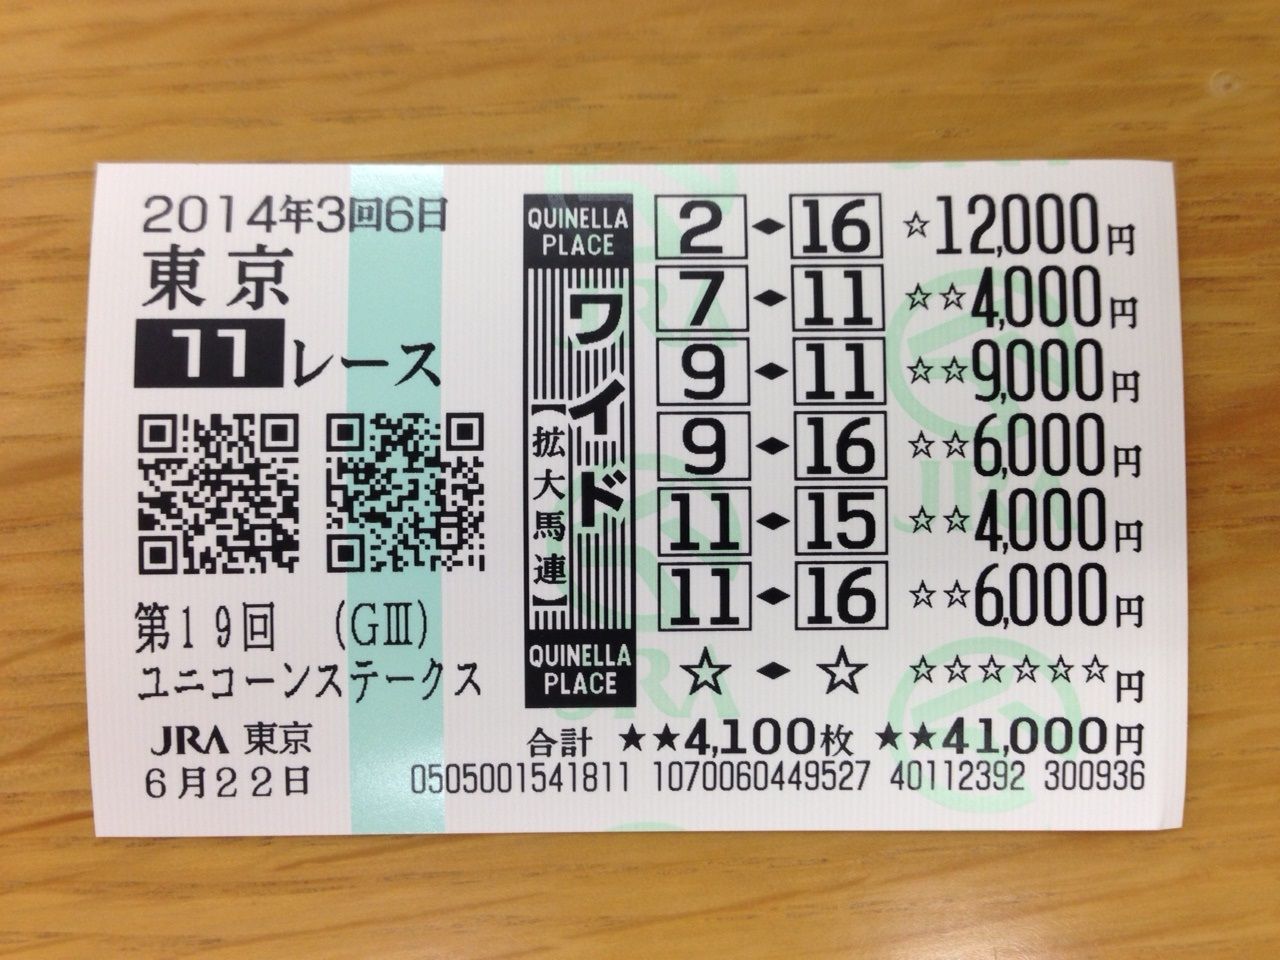 2014年3回6日
東京
11レース
第19回 (GⅢ)
ユニコーンステークス
JRA 東京
6月22日
QUINELLA
PLACE
ワイド
【拡大馬連】
QUINELLA
PLACE
2 ◆ 16 ☆12,000円
7 ◆ 11 ☆☆4,000円
9 ◆ 11 ☆☆9,000円
9 ◆ 16 ☆☆6,000円
11 ◆ 15 ☆☆4,000円
11 ◆ 16 ☆☆6,000円
☆ ◆ ☆ ☆☆☆☆☆☆円
合計 ★★4,100枚 ★★41,000円
0505001541811 1070060449527 40112392 300936
JRA
JRA
JRA